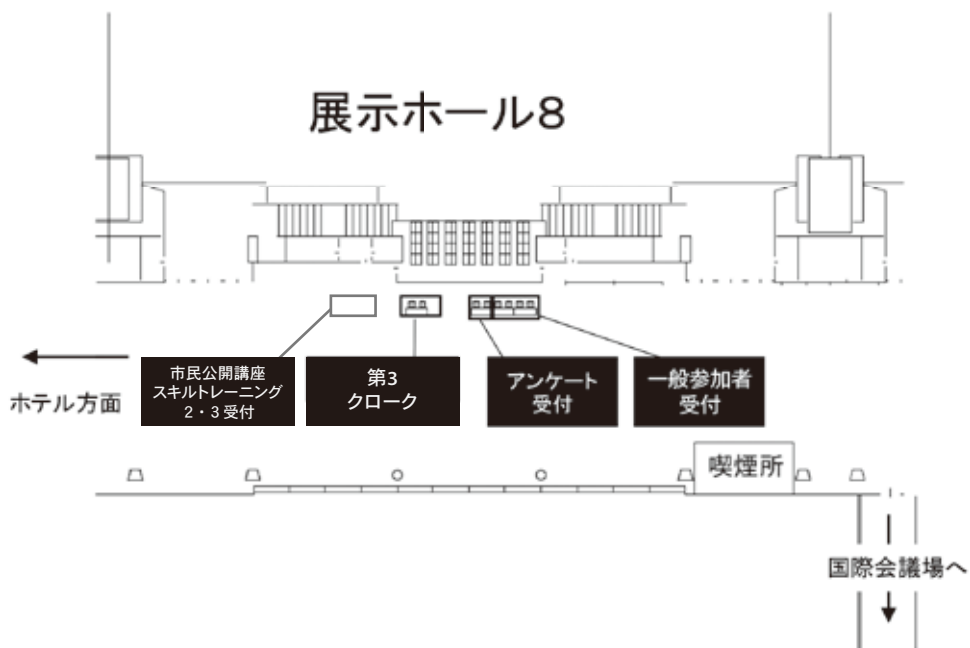 展示ホール8
ホテル方面
市民公開講座
スキルトレーニング
2・3受付
第3
クローク
アンケート
受付
一般参加者
受付
喫煙所
国際会議場へ